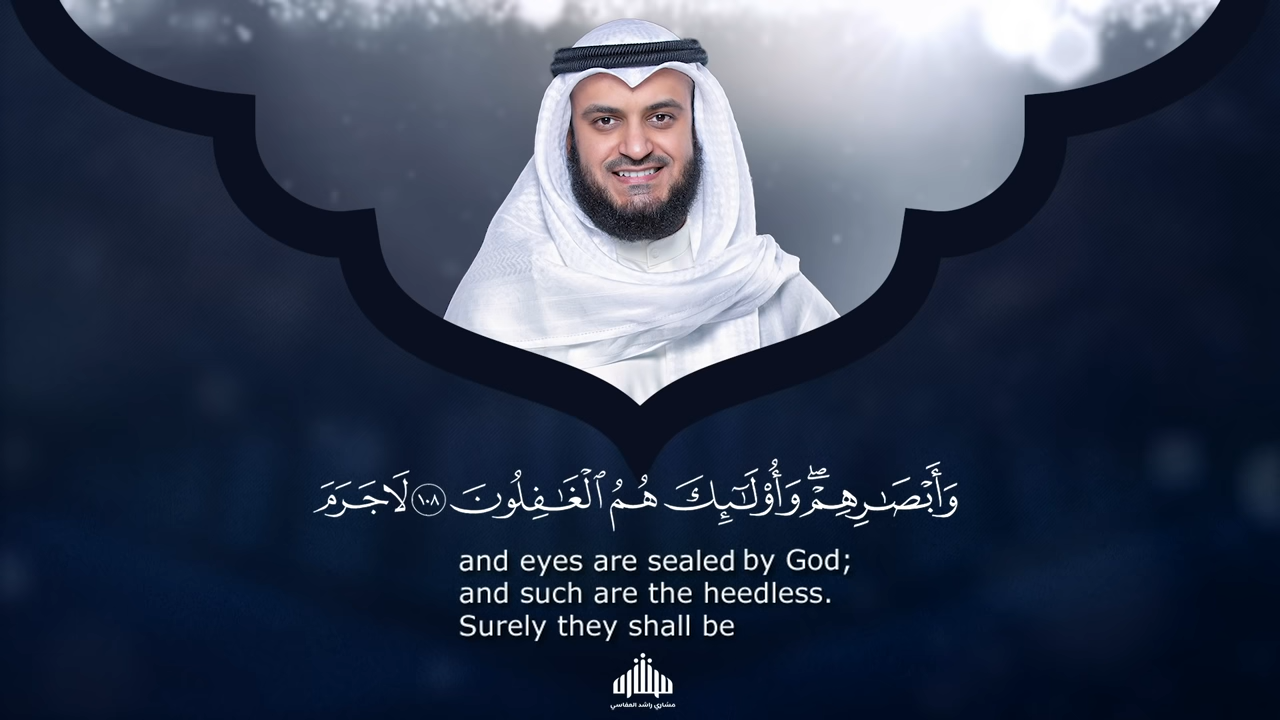 وَأَبْصَـٰرِهِمْۖ وَأُو۟لَـٰٓئِكَ هُمُ ٱلْغَـٰفِلُونَ ١٠٨ لَا جَرَمَ
and eyes are sealed by God;
and such are the heedless.
Surely they shall be
مشاري راشد العفاسي